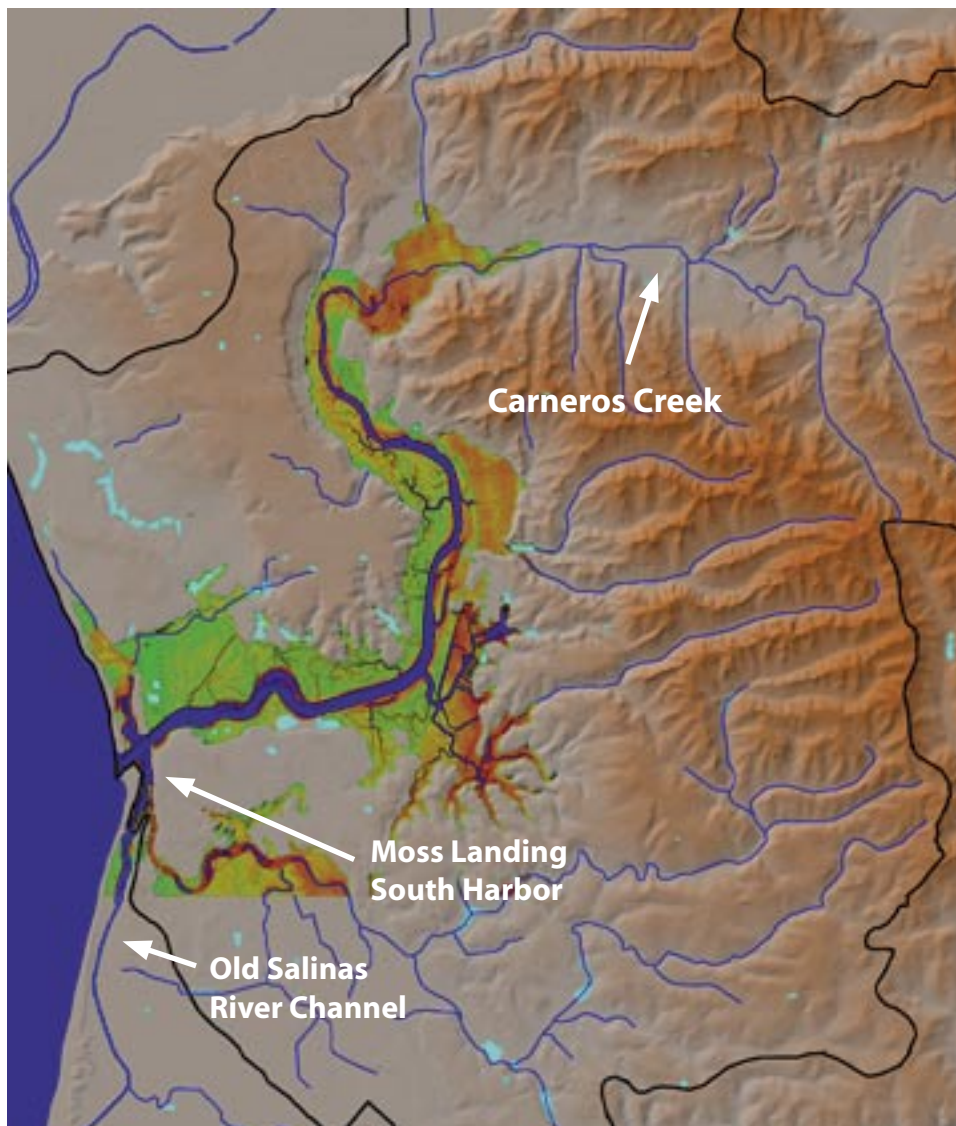 Carneros Creek
Moss Landing
South Harbor
Old Salinas
River Channel